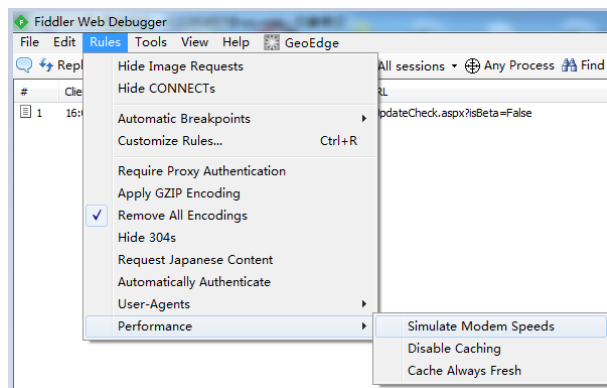 Fiddler Web Debugger
File Edit Rules Tools View Help GeoEdge
Repl All sessions Any Process Find
#
1 16:
UpdateCheck.aspx?isBeta=False
Hide Image Requests
Hide CONNECTs
Automatic Breakpoints
Customize Rules... Ctrl+R
Require Proxy Authentication
Apply GZIP Encoding
Remove All Encodings
Hide 304s
Request Japanese Content
Automatically Authenticate
User-Agents
Performance
Simulate Modem Speeds
Disable Caching
Cache Always Fresh